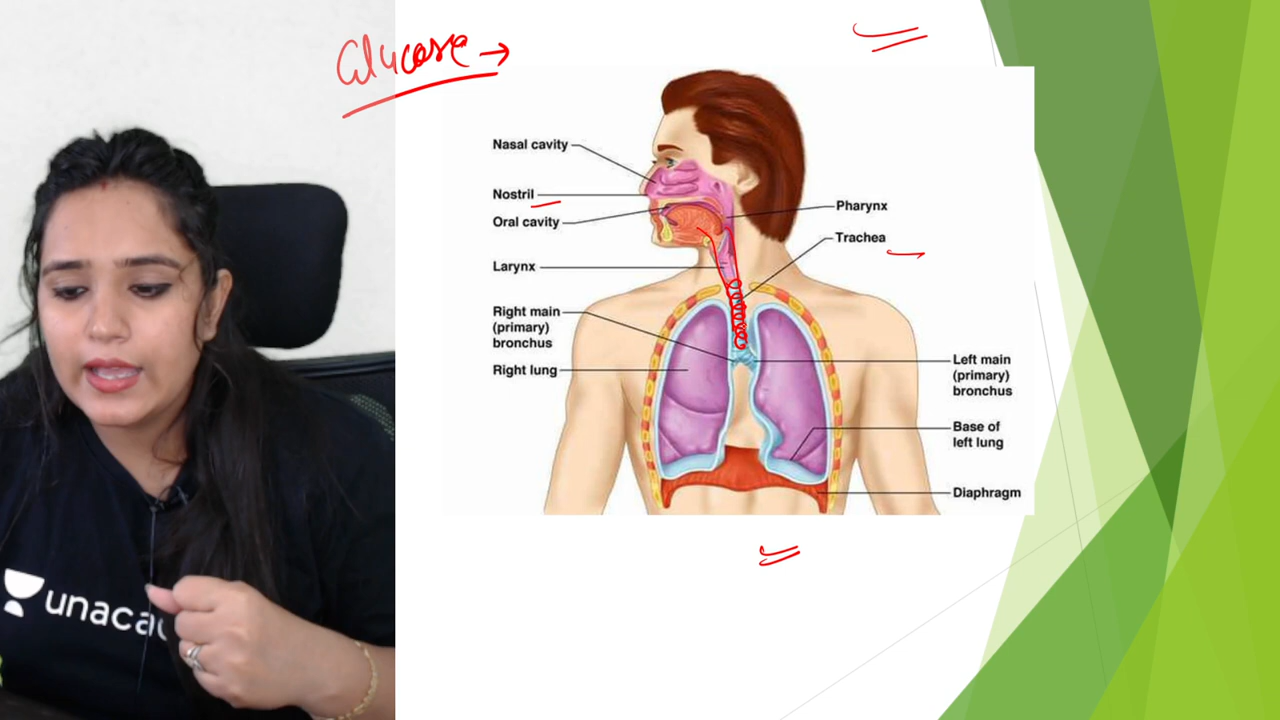 Glucose →
Nasal cavity
Nostril
Oral cavity
Larynx
Right main
(primary)
bronchus
Right lung
Pharynx
Trachea
Left main
(primary)
bronchus
Base of
left lung
Diaphragm